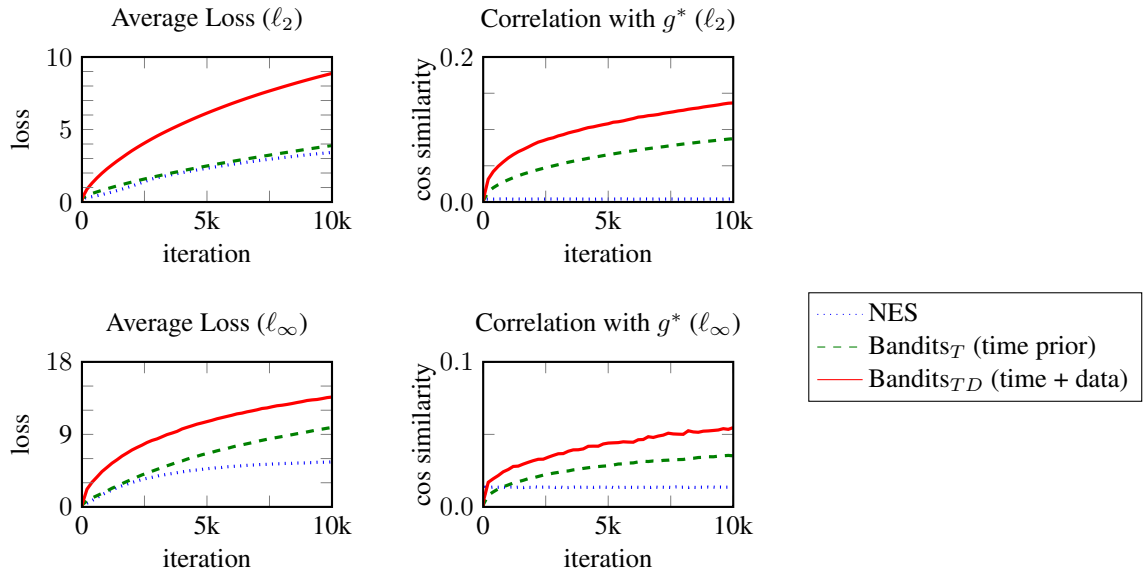 Average Loss (ℓ₂)
10
5
0
loss
0
5k
10k
iteration
Correlation with g* (ℓ₂)
0.2
0.0
cos similarity
0
5k
10k
iteration
Average Loss (ℓ∞)
18
9
0
loss
0
5k
10k
iteration
Correlation with g* (ℓ∞)
0.1
0.0
cos similarity
0
5k
10k
iteration
NES
Bandits_T (time prior)
Bandits_TD (time + data)